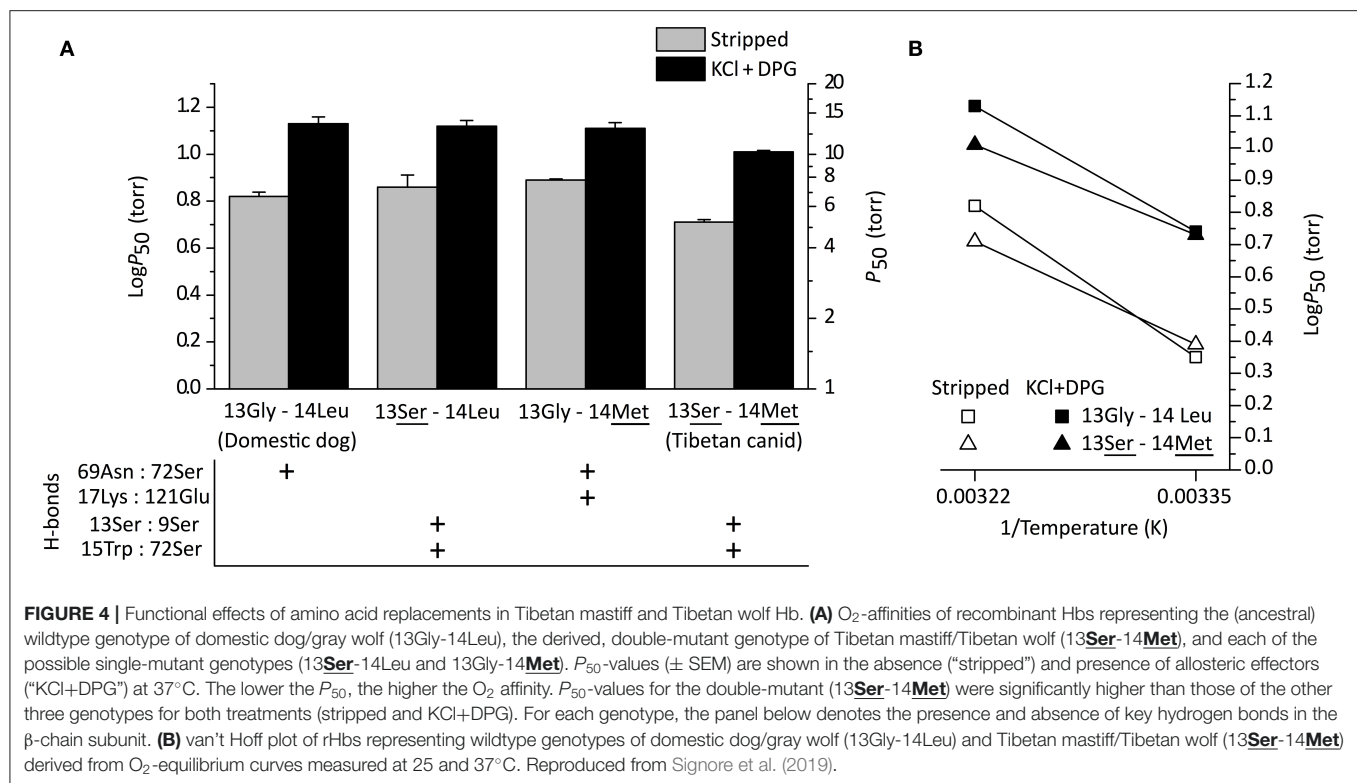 A
Stripped
KCl + DPG
B
LogP50 (torr)
1.2
1.0
0.8
0.6
0.4
0.2
0.0
20
15
10
8
6
4
2
1
P50 (torr)
13Gly - 14Leu
(Domestic dog)
13Ser - 14Leu
13Gly - 14Met
13Ser - 14Met
(Tibetan canid)
H-bonds
69Asn : 72Ser + +
17Lys : 121Glu +
13Ser : 9Ser + +
15Trp : 72Ser + +
1.2
1.1
1.0
0.9
0.8
0.7
0.6
0.5
0.4
0.3
0.2
0.1
0.0
LogP50 (torr)
Stripped KCl+DPG
13Gly - 14 Leu
13Ser - 14Met
0.00322 0.00335
1/Temperature (K)
FIGURE 4 | Functional effects of amino acid replacements in Tibetan mastiff and Tibetan wolf Hb. (A) O2-affinities of recombinant Hbs representing the (ancestral)
wildtype genotype of domestic dog/gray wolf (13Gly-14Leu), the derived, double-mutant genotype of Tibetan mastiff/Tibetan wolf (13Ser-14Met), and each of the
possible single-mutant genotypes (13Ser-14Leu and 13Gly-14Met). P50-values (± SEM) are shown in the absence (“stripped”) and presence of allosteric effectors
(“KCl+DPG”) at 37°C. The lower the P50, the higher the O2 affinity. P50-values for the double-mutant (13Ser-14Met) were significantly higher than those of the other
three genotypes for both treatments (stripped and KCl+DPG). For each genotype, the panel below denotes the presence and absence of key hydrogen bonds in the
β-chain subunit. (B) van’t Hoff plot of rHbs representing wildtype genotypes of domestic dog/gray wolf (13Gly-14Leu) and Tibetan mastiff/Tibetan wolf (13Ser-14Met)
derived from O2-equilibrium curves measured at 25 and 37°C. Reproduced from Signore et al. (2019).